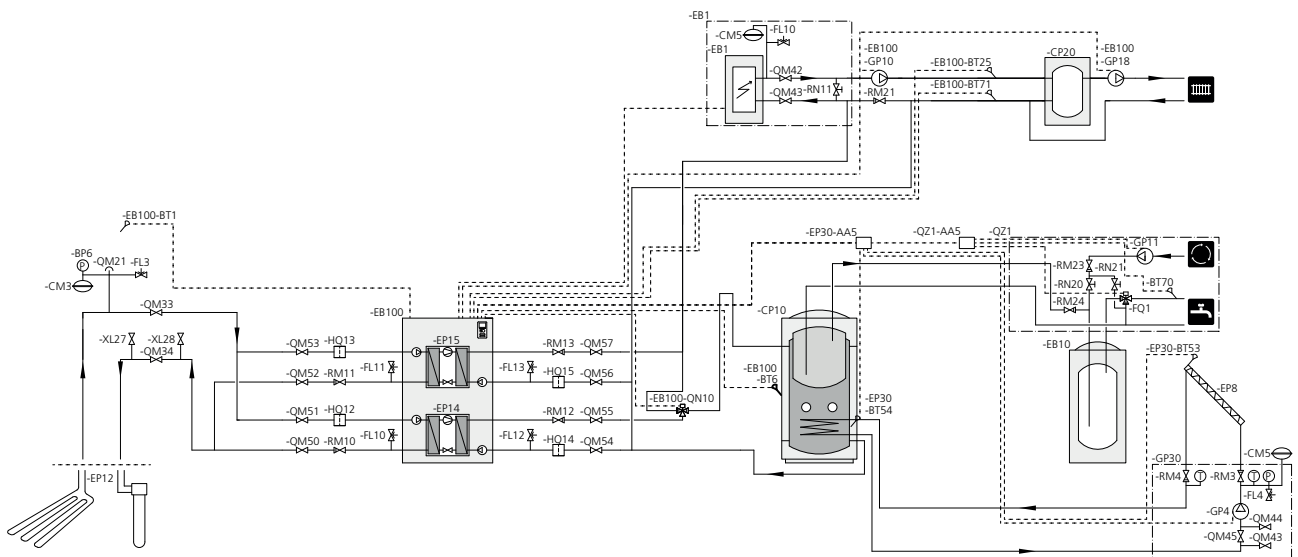 -EB1
-CM5
-FL10
-EB1
-QM42
-QM43
-RN11
-EB100
-GP10
-RM21
-EB100-BT25
-EB100-BT71
-CP20
-EB100
-GP18
-EB100-BT1
-BP6
P
-QM21
-FL3
-CM3
-QM33
-XL27
-XL28
-QM34
-EP12
-EB100
-QM53
-HQ13
-QM52
-RM11
-QM51
-HQ12
-QM50
-RM10
-FL11
-EP15
-FL13
-FL10
-EP14
-FL12
-RM13
-QM57
-HQ15
-QM56
-RM12
-QM55
-HQ14
-QM54
-EB100-QN10
-CP10
-EB100
-BT6
-EP30
-BT54
-EP30-AA5
-QZ1-AA5
-QZ1
-GP11
-RM23
-RN21
-RN20
-BT70
-RM24
-FQ1
-EB10
-EP30-BT53
-EP8
-GP30
-RM4
T
-RM3
T
P
-CM5
-FL4
-GP4
-QM44
-QM45
-QM43